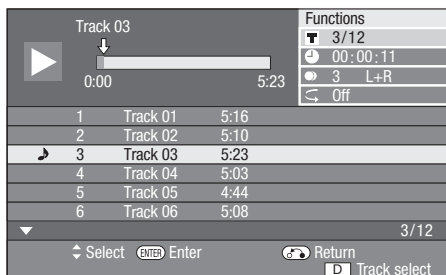 Track 03
0:00 5:23
Functions
T 3/12
00:00:11
3 L+R
Off
1 Track 01 5:16
2 Track 02 5:10
3 Track 03 5:23
4 Track 04 5:03
5 Track 05 4:44
6 Track 06 5:08
3/12
Select ENTER Enter Return
D Track select